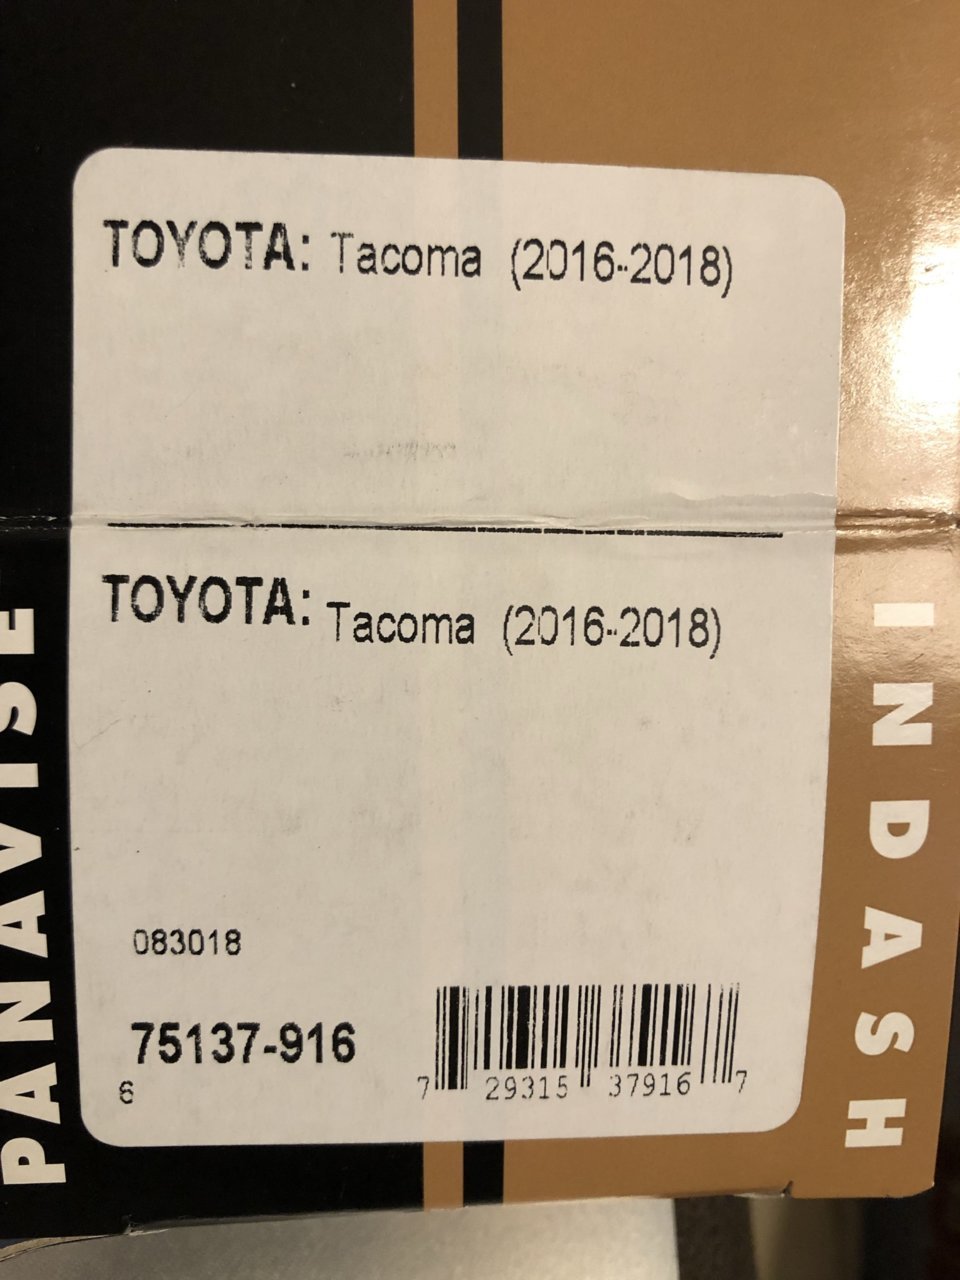 TOYOTA: Tacoma (2016-2018)
TOYOTA: Tacoma (2016-2018)
083018
75137-916
6
7 29315 37916 7
PANAVISE
INDASH